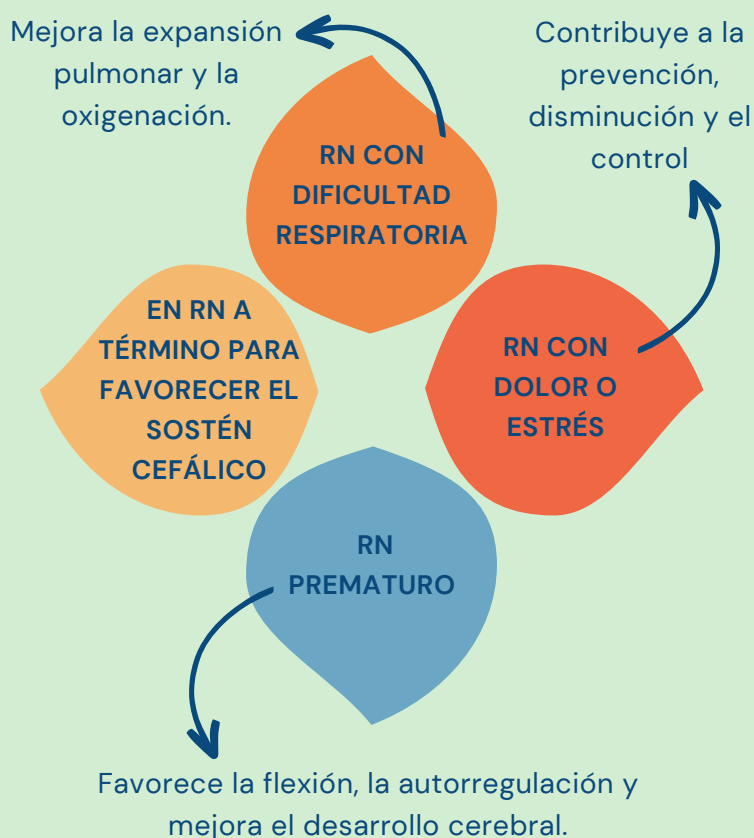 Mejora la expansión
pulmonar y la
oxigenación.
Contribuye a la
prevención,
disminución y el
control
RN CON
DIFICULTAD
RESPIRATORIA
EN RN A
TÉRMINO PARA
FAVORECER EL
SOSTÉN
CEFÁLICO
RN CON
DOLOR O
ESTRÉS
RN
PREMATURO
Favorece la flexión, la autorregulación y
mejora el desarrollo cerebral.